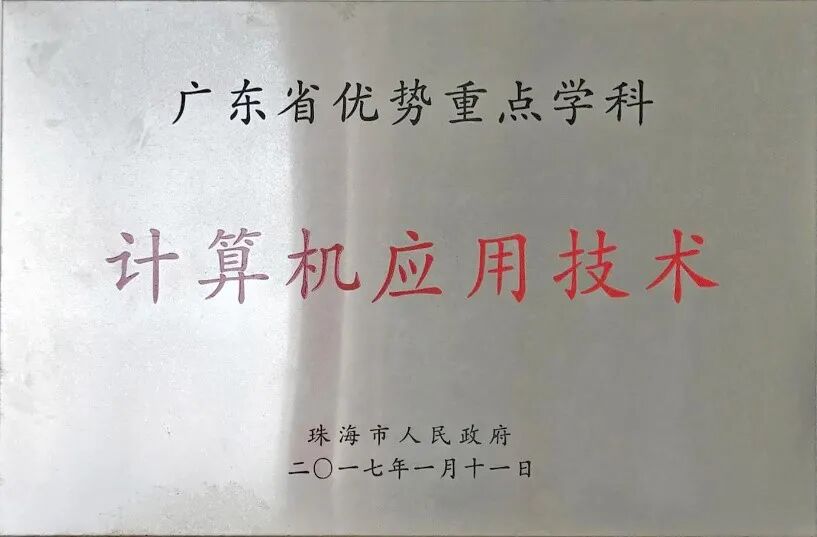 广东省优势重点学科
计算机应用技术
珠海市人民政府
二〇一七年一月十一日